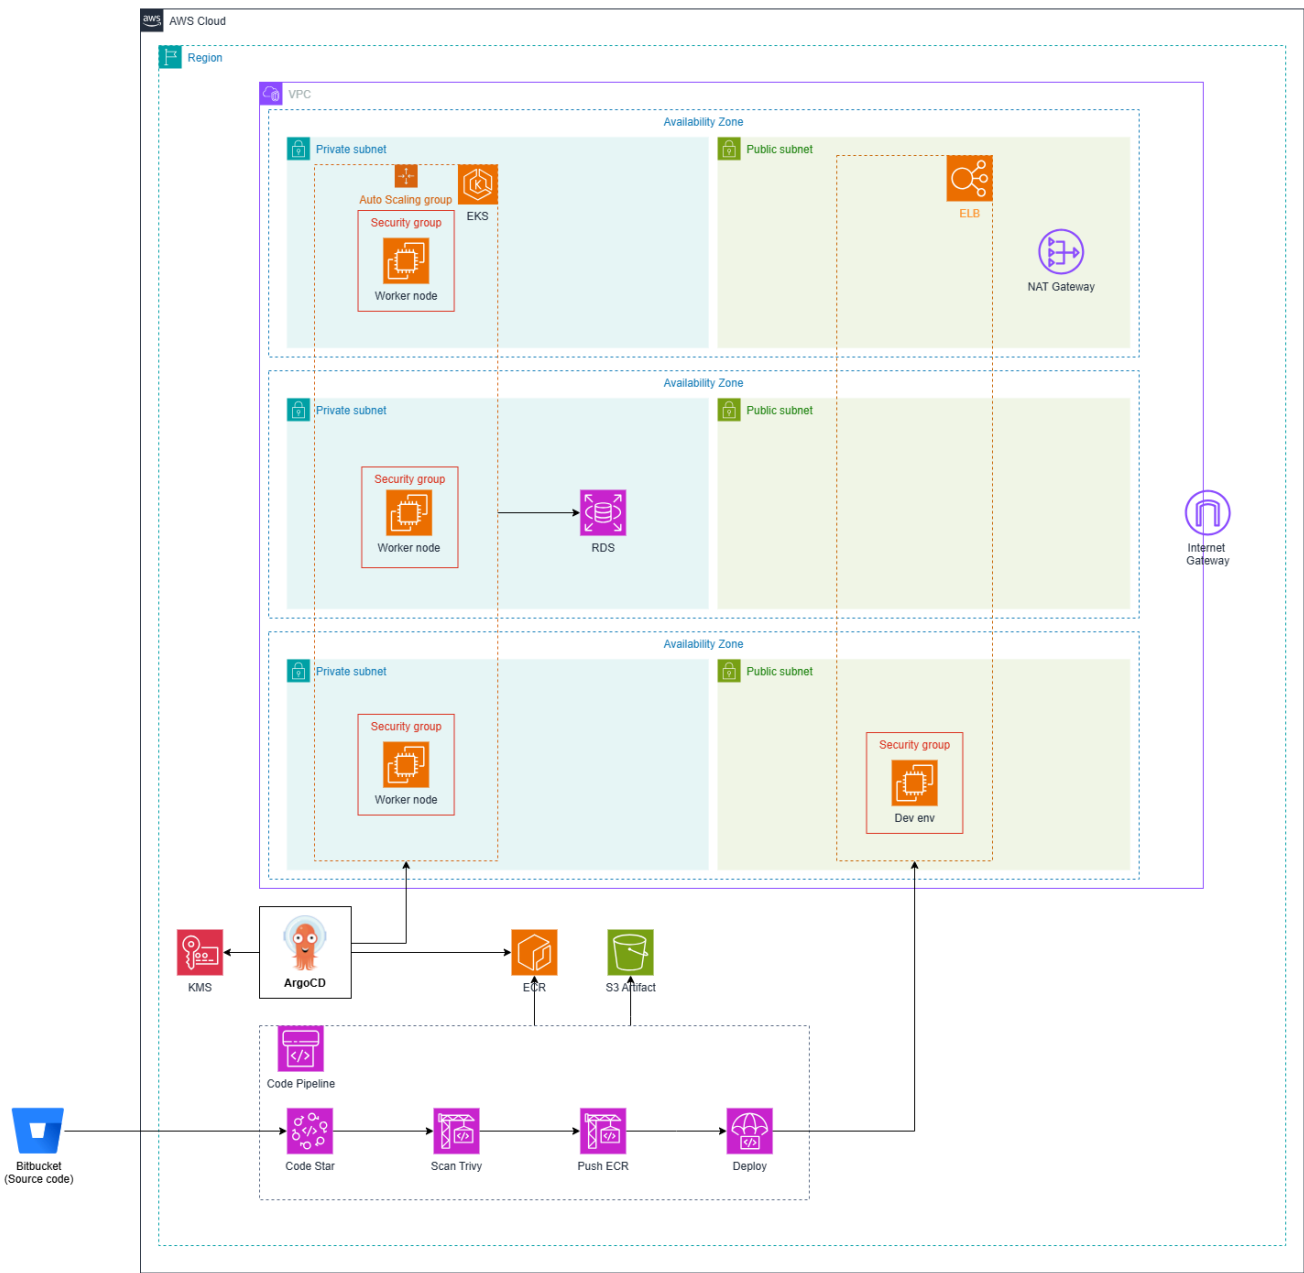 aws
AWS Cloud
Region
VPC
Availability Zone
Private subnet
Public subnet
Auto Scaling group
EKS
Security group
Worker node
ELB
NAT Gateway
Availability Zone
Private subnet
Public subnet
Security group
Worker node
RDS
Internet
Gateway
Availability Zone
Private subnet
Public subnet
Security group
Worker node
Security group
Dev env
KMS
ArgoCD
ECR
S3 Artifact
Code Pipeline
Bitbucket
(Source code)
Code Star
Scan Trivy
Push ECR
Deploy